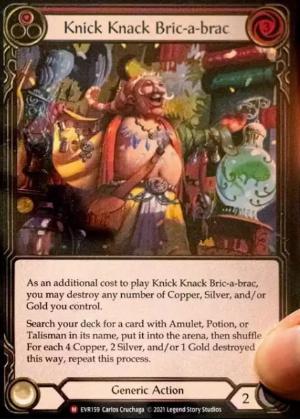 Knick Knack Bric-a-brac
As an additional cost to play Knick Knack Bric-a-brac,
you may destroy any number of Copper, Silver, and/or
Gold you control.
Search your deck for a card with Amulet, Potion, or
Talisman in its name, put it into the arena, then shuffle.
For each 4 Copper, 2 Silver, and/or 1 Gold destroyed
this way, repeat this process.
Generic Action
2
M EVR159 Carlos Cruchaga © 2021 Legend Story Studios